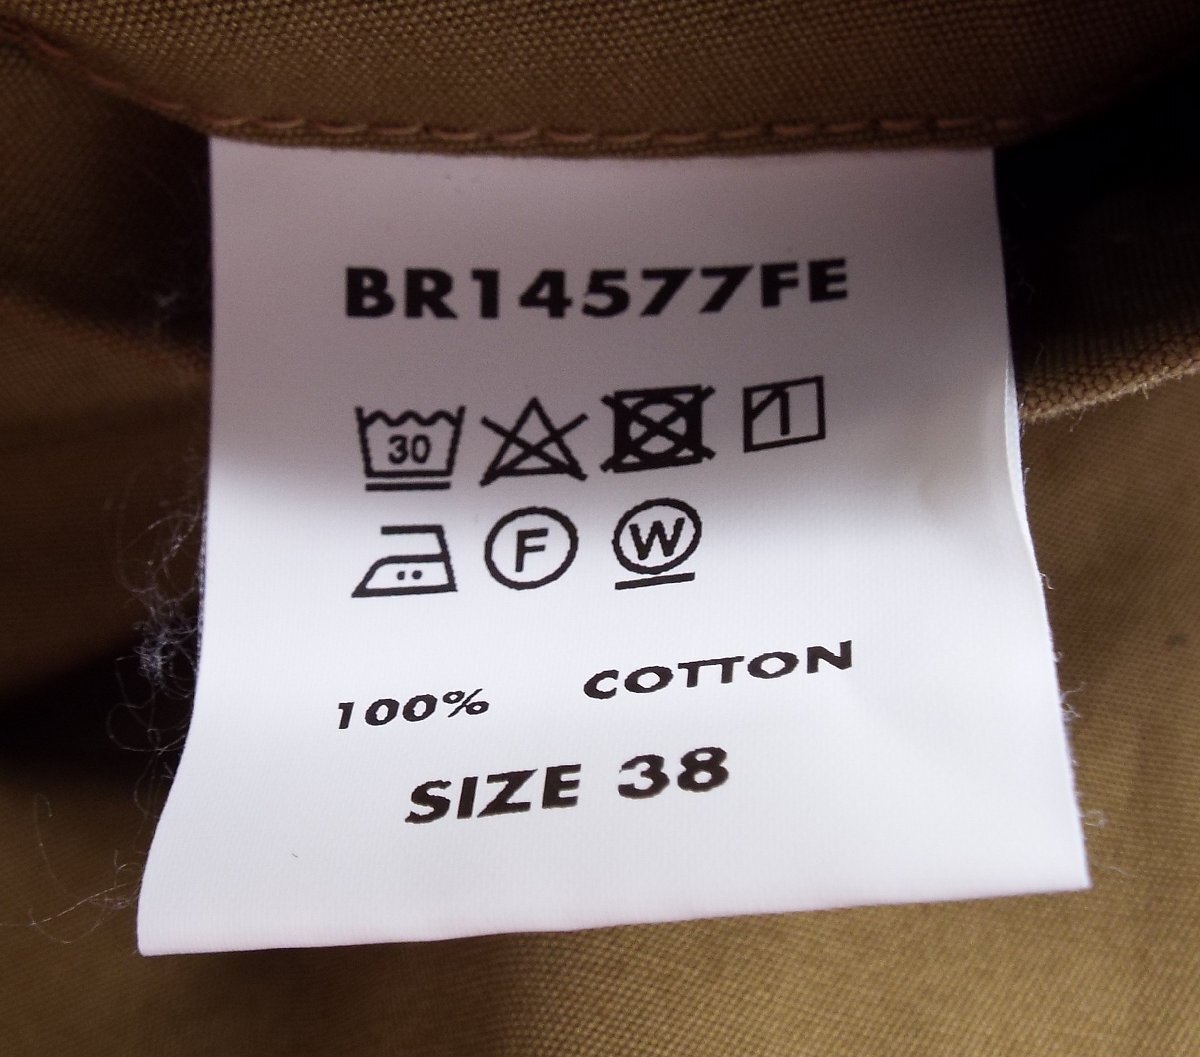 BR14577FE
30
F W
100% COTTON
SIZE 38